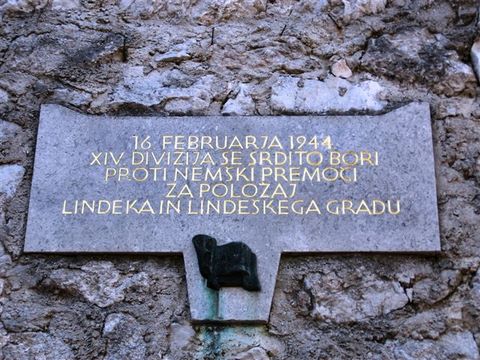 16. FEBRUARJA 1944
XIV. DIVIZIJA SE SRDITO BORI
PROTI NEMŠKI PREMOČI
ZA POLOŽAJ
LINDEKA IN LINDEŠKEGA GRADU